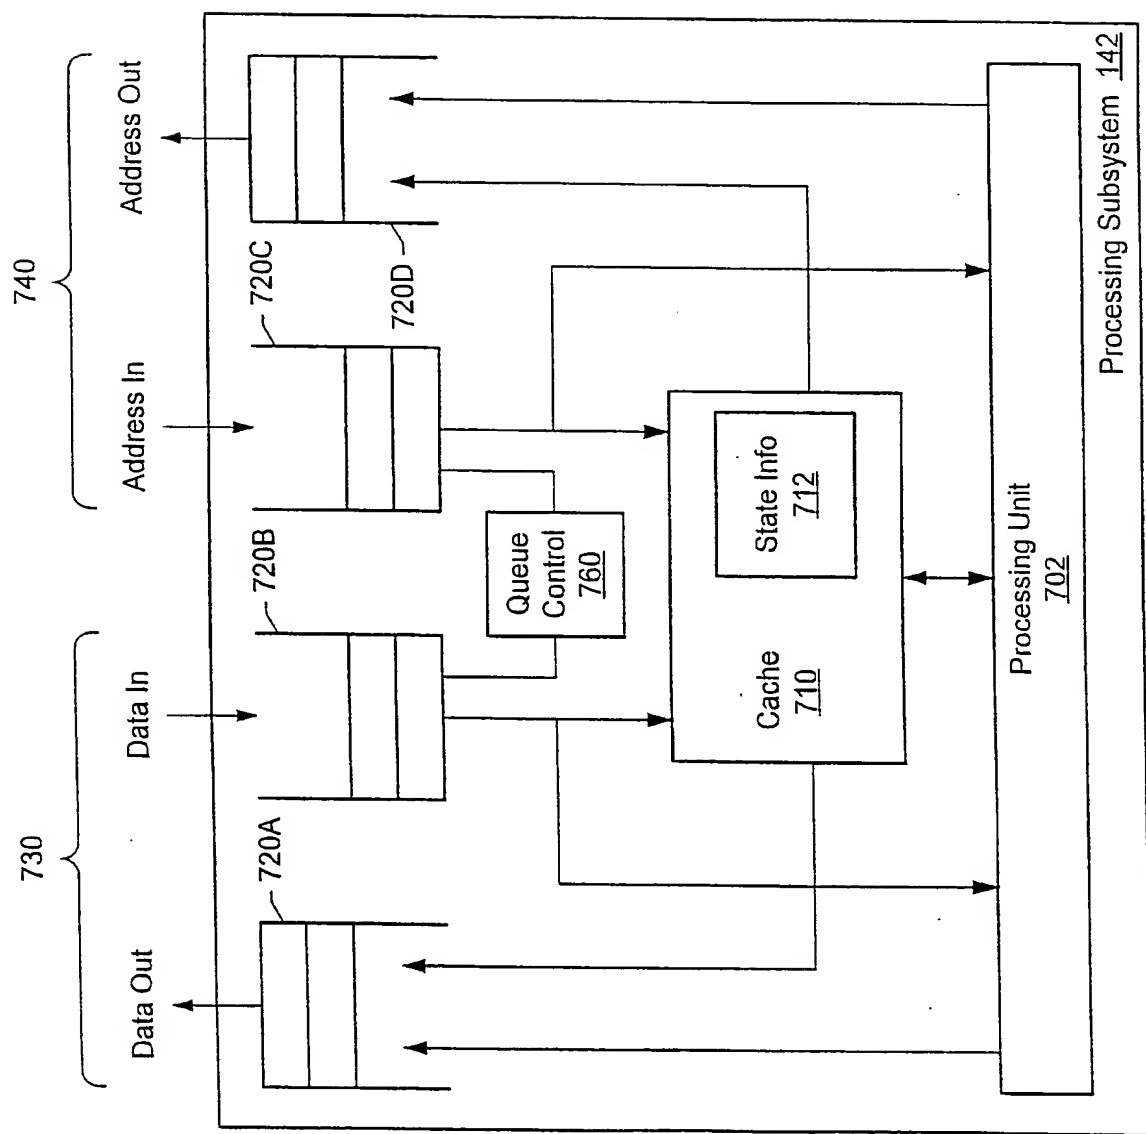 730
740
Data Out
Data In
Address In
Address Out
720A
720B
720C
720D
Queue
Control
760
Cache
710
State Info
712
Processing Unit
702
Processing Subsystem 142